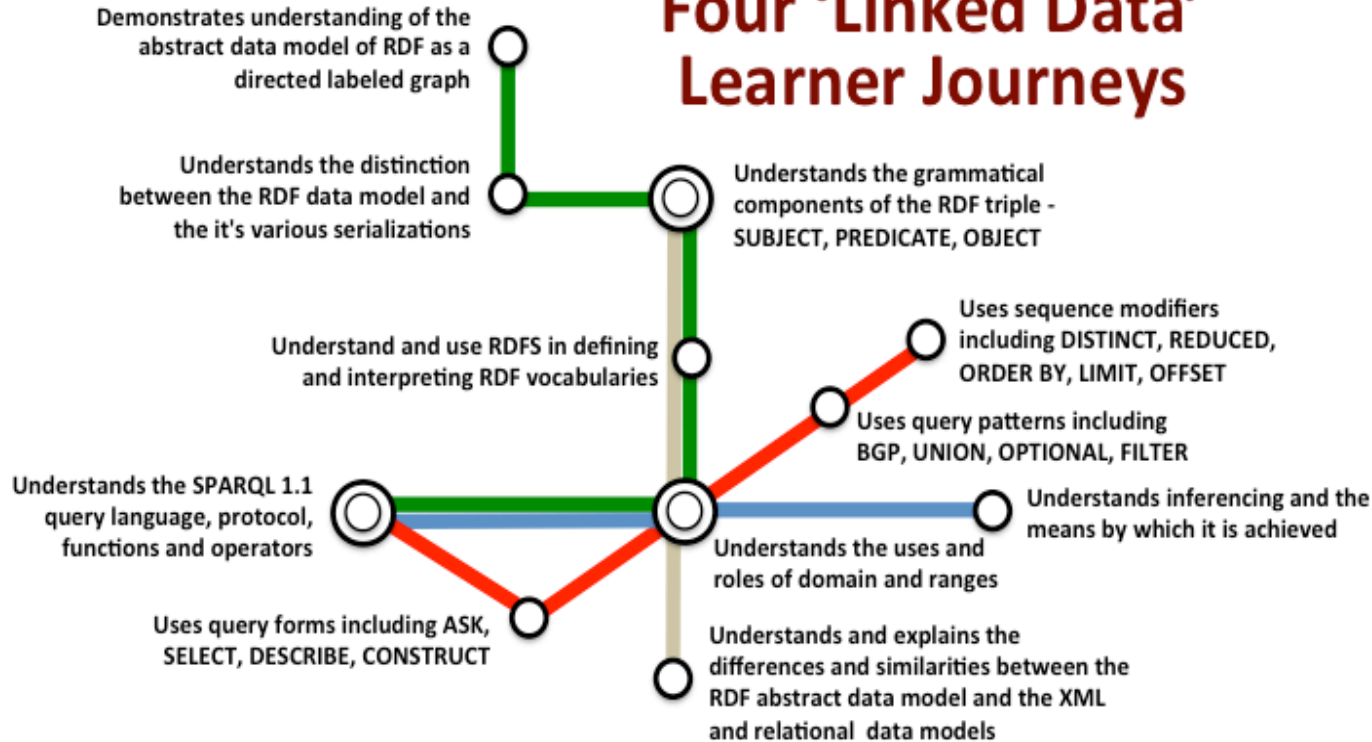 Four 'Linked Data'
Learner Journeys
Demonstrates understanding of the
abstract data model of RDF as a
directed labeled graph
Understands the distinction
between the RDF data model and
the it's various serializations
Understands the grammatical
components of the RDF triple -
SUBJECT, PREDICATE, OBJECT
Understand and use RDFS in defining
and interpreting RDF vocabularies
Uses sequence modifiers
including DISTINCT, REDUCED,
ORDER BY, LIMIT, OFFSET
Uses query patterns including
BGP, UNION, OPTIONAL, FILTER
Understands the SPARQL 1.1
query language, protocol,
functions and operators
Understands inferencing and the
means by which it is achieved
Understands the uses and
roles of domain and ranges
Uses query forms including ASK,
SELECT, DESCRIBE, CONSTRUCT
Understands and explains the
differences and similarities between the
RDF abstract data model and the XML
and relational data models